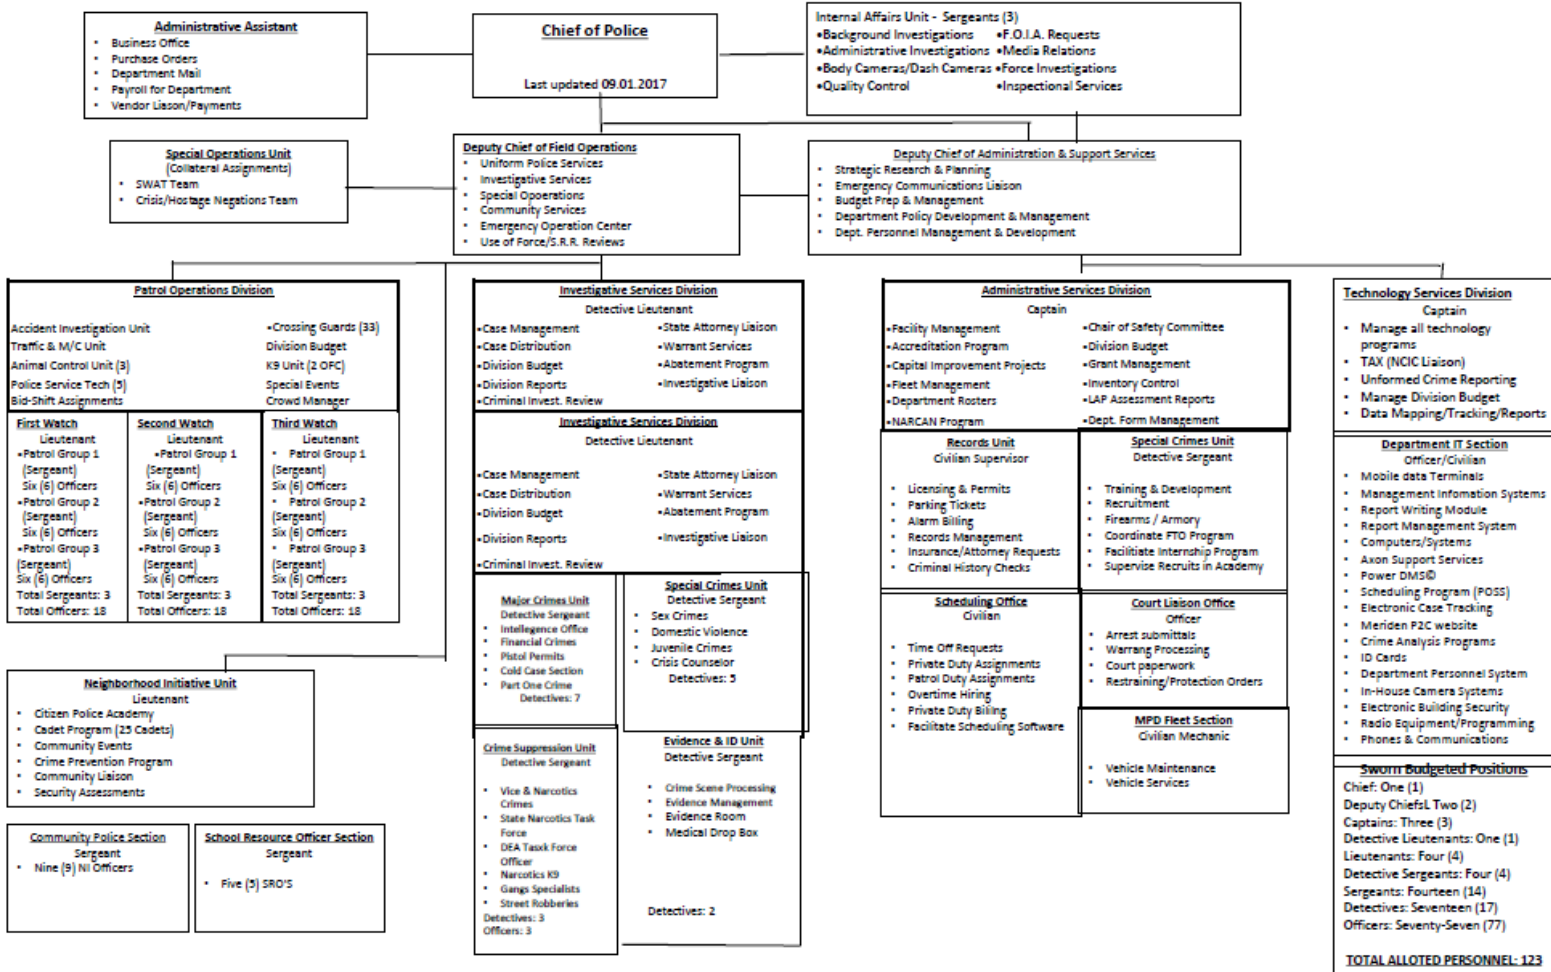 Administrative Assistant
• Business Office
• Purchase Orders
• Department Mail
• Payroll for Department
• Vendor Liason/Payments
Chief of Police
Last updated 09.01.2017
Internal Affairs Unit - Sergeants (3)
•Background Investigations •F.O.I.A. Requests
•Administrative Investigations •Media Relations
•Body Cameras/Dash Cameras •Force Investigations
•Quality Control •Inspectional Services
Special Operations Unit
(Collateral Assignments)
• SWAT Team
• Crisis/Hostage Negations Team
Deputy Chief of Field Operations
• Uniform Police Services
• Investigative Services
• Special Opoerations
• Community Services
• Emergency Operation Center
• Use of Force/S.R.R. Reviews
Deputy Chief of Administration & Support Services
• Strategic Research & Planning
• Emergency Communications Liaison
• Budget Prep & Management
• Department Policy Development & Management
• Dept. Personnel Management & Development
Patrol Operations Division
Accident Investigation Unit •Crossing Guards (33)
Traffic & M/C Unit Division Budget
Animal Control Unit (3) K9 Unit (2 OFC)
Police Service Tech (5) Special Events
Bid-Shift Assignments Crowd Manager
First Watch
Lieutenant
•Patrol Group 1
(Sergeant)
Six (6) Officers
•Patrol Group 2
(Sergeant)
Six (6) Officers
•Patrol Group 3
(Sergeant)
Six (6) Officers
Total Sergeants: 3
Total Officers: 18
Second Watch
Lieutenant
•Patrol Group 1
(Sergeant)
Six (6) Officers
•Patrol Group 2
(Sergeant)
Six (6) Officers
•Patrol Group 3
(Sergeant)
Six (6) Officers
Total Sergeants: 3
Total Officers: 18
Third Watch
Lieutenant
• Patrol Group 1
(Sergeant)
Six (6) Officers
• Patrol Group 2
(Sergeant)
Six (6) Officers
• Patrol Group 3
(Sergeant)
Six (6) Officers
Total Sergeants: 3
Total Officers: 18
Neighborhood Initiative Unit
Lieutenant
• Citizen Police Academy
• Cadet Program (25 Cadets)
• Community Events
• Crime Prevention Program
• Community Liaison
• Security Assessments
Community Police Section
Sergeant
• Nine (9) NI Officers
School Resource Officer Section
Sergeant
• Five (5) SRO'S
Investigative Services Division
Detective Lieutenant
•Case Management •State Attorney Liaison
•Case Distribution •Warrant Services
•Division Budget •Abatement Program
•Division Reports •Investigative Liaison
•Criminal Invest. Review
Investigative Services Division
Detective Lieutenant
•Case Management •State Attorney Liaison
•Case Distribution •Warrant Services
•Division Budget •Abatement Program
•Division Reports •Investigative Liaison
•Criminal Invest. Review
Major Crimes Unit
Detective Sergeant
• Intellegence Office
• Financial Crimes
• Pistol Permits
• Cold Case Section
• Part One Crime
Detectives: 7
Special Crimes Unit
Detective Sergeant
• Sex Crimes
• Domestic Violence
• Juvenile Crimes
• Crisis Counselor
Detectives: 5
Crime Suppression Unit
Detective Sergeant
• Vice & Narcotics
Crimes
• State Narcotics Task
Force
• DEA Tasxk Force
Officer
• Narcotics K9
• Gangs Specialists
• Street Robberies
Detectives: 3
Officers: 3
Evidence & ID Unit
Detective Sergeant
• Crime Scene Processing
• Evidence Management
• Evidence Room
• Medical Drop Box
Detectives: 2
Administrative Services Division
Captain
•Facility Management •Chair of Safety Committee
•Accreditation Program •Division Budget
•Capital Improvement Projects •Grant Management
•Fleet Management •Inventory Control
•Department Rosters •LAP Assessment Reports
•NARCAN Program •Dept. Form Management
Records Unit
Civilian Supervisor
• Licensing & Permits
• Parking Tickets
• Alarm Billing
• Records Management
• Insurance/Attorney Requests
• Criminal History Checks
Special Crimes Unit
Detective Sergeant
• Training & Development
• Recruitment
• Firearms / Armory
• Coordinate FTO Program
• Facilitiate Internship Program
• Supervise Recruits in Academy
Scheduling Office
Civilian
• Time Off Requests
• Private Duty Assignments
• Patrol Duty Assignments
• Overtime Hiring
• Private Duty Billing
• Facilitate Scheduling Software
Court Liaison Office
Officer
• Arrest submittals
• Warrang Processing
• Court paperwork
• Restraining/Protection Orders
MPD Fleet Section
Civilian Mechanic
• Vehicle Maintenance
• Vehicle Services
Technology Services Division
Captain
• Manage all technology
programs
• TAX (NCIC Liaison)
• Unformed Crime Reporting
• Manage Division Budget
• Data Mapping/Tracking/Reports
Department IT Section
Officer/Civilian
• Mobile data Terminals
• Management Infomation Systems
• Report Writing Module
• Report Management System
• Computers/Systems
• Axon Support Services
• Power DMS©
• Scheduling Program (POSS)
• Electronic Case Tracking
• Meriden P2C website
• Crime Analysis Programs
• ID Cards
• Department Personnel System
• In-House Camera Systems
• Electronic Building Security
• Radio Equipment/Programming
• Phones & Communications
Sworn Budgeted Positions
Chief: One (1)
Deputy ChiefsL Two (2)
Captains: Three (3)
Detective Lieutenants: One (1)
Lieutenants: Four (4)
Detective Sergeants: Four (4)
Sergeants: Fourteen (14)
Detectives: Seventeen (17)
Officers: Seventy-Seven (77)
TOTAL ALLOTED PERSONNEL: 123